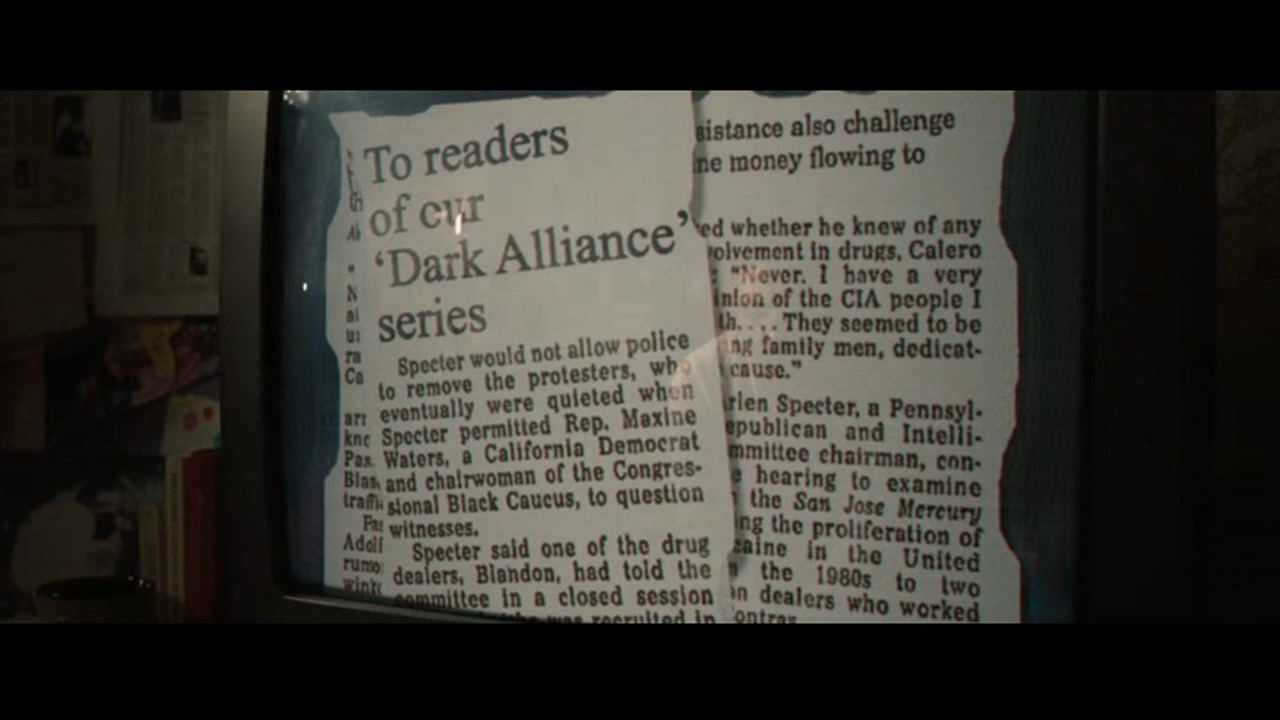 To readers
of our
‘Dark Alliance’
series
Specter would not allow police
to remove the protesters, who
eventually were quieted when
Specter permitted Rep. Maxine
Waters, a California Democrat
and chairwoman of the Congres-
sional Black Caucus, to question
witnesses.
Specter said one of the drug
dealers, Blandon, had told the
committee in a closed session
was recruited in
sistance also challenge
ne money flowing to
ed whether he knew of any
volvement in drugs, Calero
“Never. I have a very
inion of the CIA people I
th. . . . They seemed to be
ng family men, dedicat-
cause.”
rlen Specter, a Pennsyl-
epublican and Intelli-
mmittee chairman, con-
e hearing to examine
the San Jose Mercury
ng the proliferation of
caine in the United
the 1980s to two
an dealers who worked
ontras